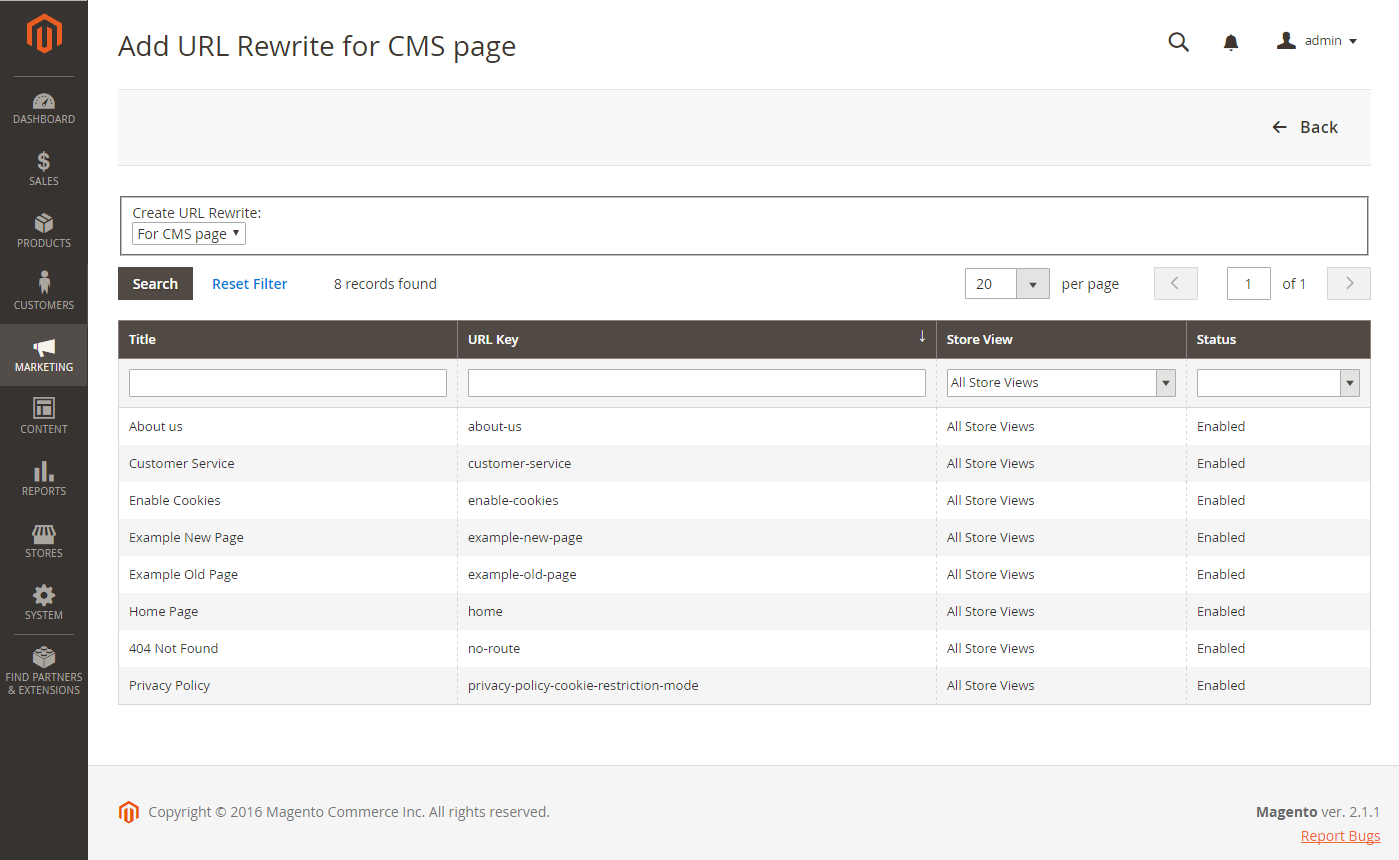 Add URL Rewrite for CMS page
admin
DASHBOARD
SALES
PRODUCTS
CUSTOMERS
MARKETING
CONTENT
REPORTS
STORES
SYSTEM
FIND PARTNERS
& EXTENSIONS
Back
Create URL Rewrite:
For CMS page
Search Reset Filter 8 records found 20 per page 1 of 1
Title URL Key Store View Status
All Store Views
About us about-us All Store Views Enabled
Customer Service customer-service All Store Views Enabled
Enable Cookies enable-cookies All Store Views Enabled
Example New Page example-new-page All Store Views Enabled
Example Old Page example-old-page All Store Views Enabled
Home Page home All Store Views Enabled
404 Not Found no-route All Store Views Enabled
Privacy Policy privacy-policy-cookie-restriction-mode All Store Views Enabled
Copyright © 2016 Magento Commerce Inc. All rights reserved. Magento ver. 2.1.1
Report Bugs